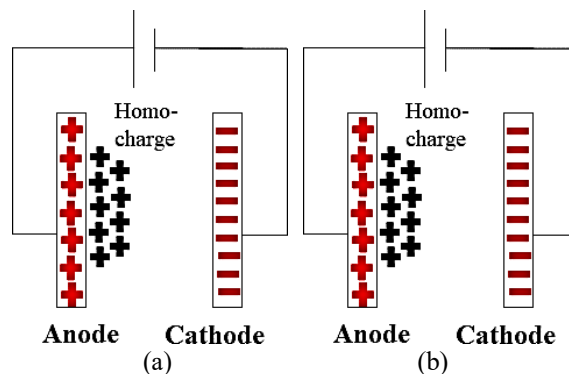 Homo-
charge
Anode Cathode
(a)
Homo-
charge
Anode Cathode
(b)